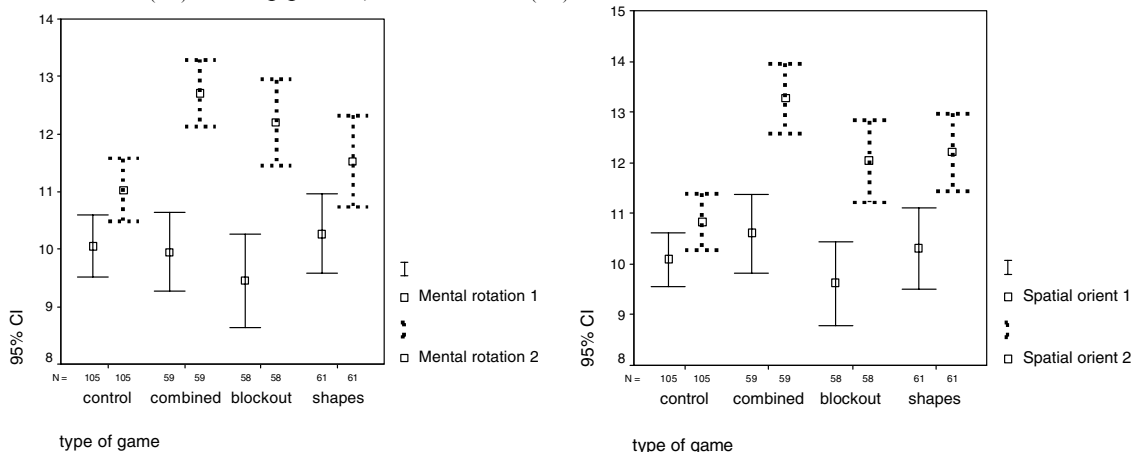 14
13
12
11
10
9
8
95% CI
N = 105 105 59 59 58 58 61 61
control combined blockout shapes
type of game
Mental rotation 1
Mental rotation 2
15
14
13
12
11
10
9
8
95% CI
N = 105 105 59 59 58 58 61 61
control combined blockout shapes
type of game
Spatial orient 1
Spatial orient 2